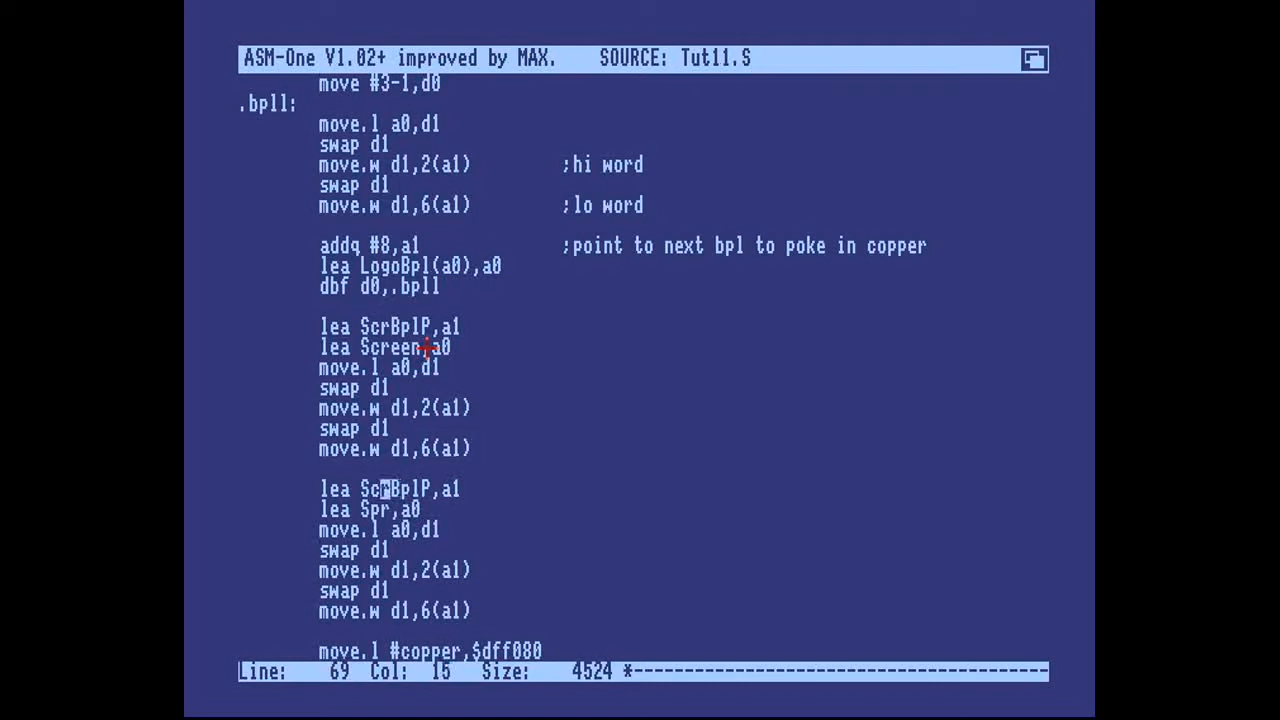 ASM-One V1.02+ improved by MAX. SOURCE: Tut11.S
move #3-1,d0
.bpll:
move.l a0,d1
swap d1
move.w d1,2(a1) ;hi word
swap d1
move.w d1,6(a1) ;lo word
addq #8,a1 ;point to next bpl to poke in copper
lea LogoBpl(a0),a0
dbf d0,.bpll
lea ScrBplP,a1
lea Screen,a0
move.l a0,d1
swap d1
move.w d1,2(a1)
swap d1
move.w d1,6(a1)
lea ScrBplP,a1
lea Spr,a0
move.l a0,d1
swap d1
move.w d1,2(a1)
swap d1
move.w d1,6(a1)
move.l #copper,$dff080
Line: 69 Col: 15 Size: 4524 *-----------------------------------------